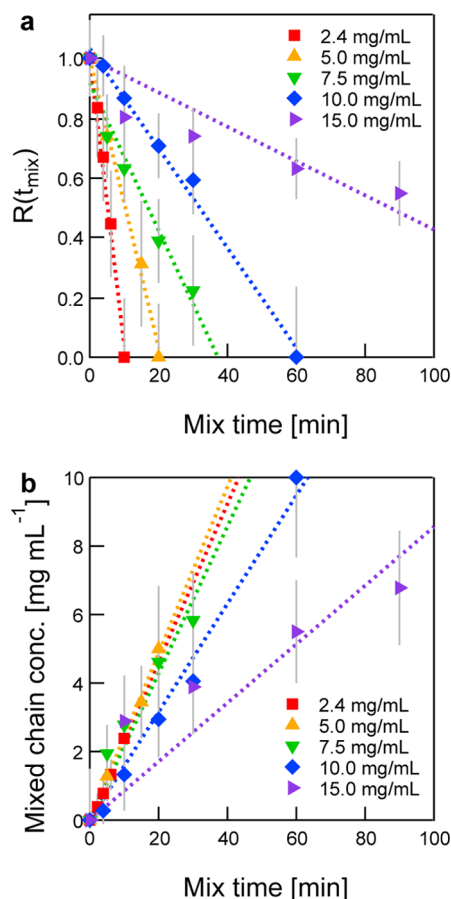 a
2.4 mg/mL
5.0 mg/mL
7.5 mg/mL
10.0 mg/mL
15.0 mg/mL
1.0
0.8
0.6
0.4
0.2
0.0
R(tmix)
0 20 40 60 80 100
Mix time [min]
b
10
8
6
4
2
0
Mixed chain conc. [mg mL⁻¹]
2.4 mg/mL
5.0 mg/mL
7.5 mg/mL
10.0 mg/mL
15.0 mg/mL
0 20 40 60 80 100
Mix time [min]